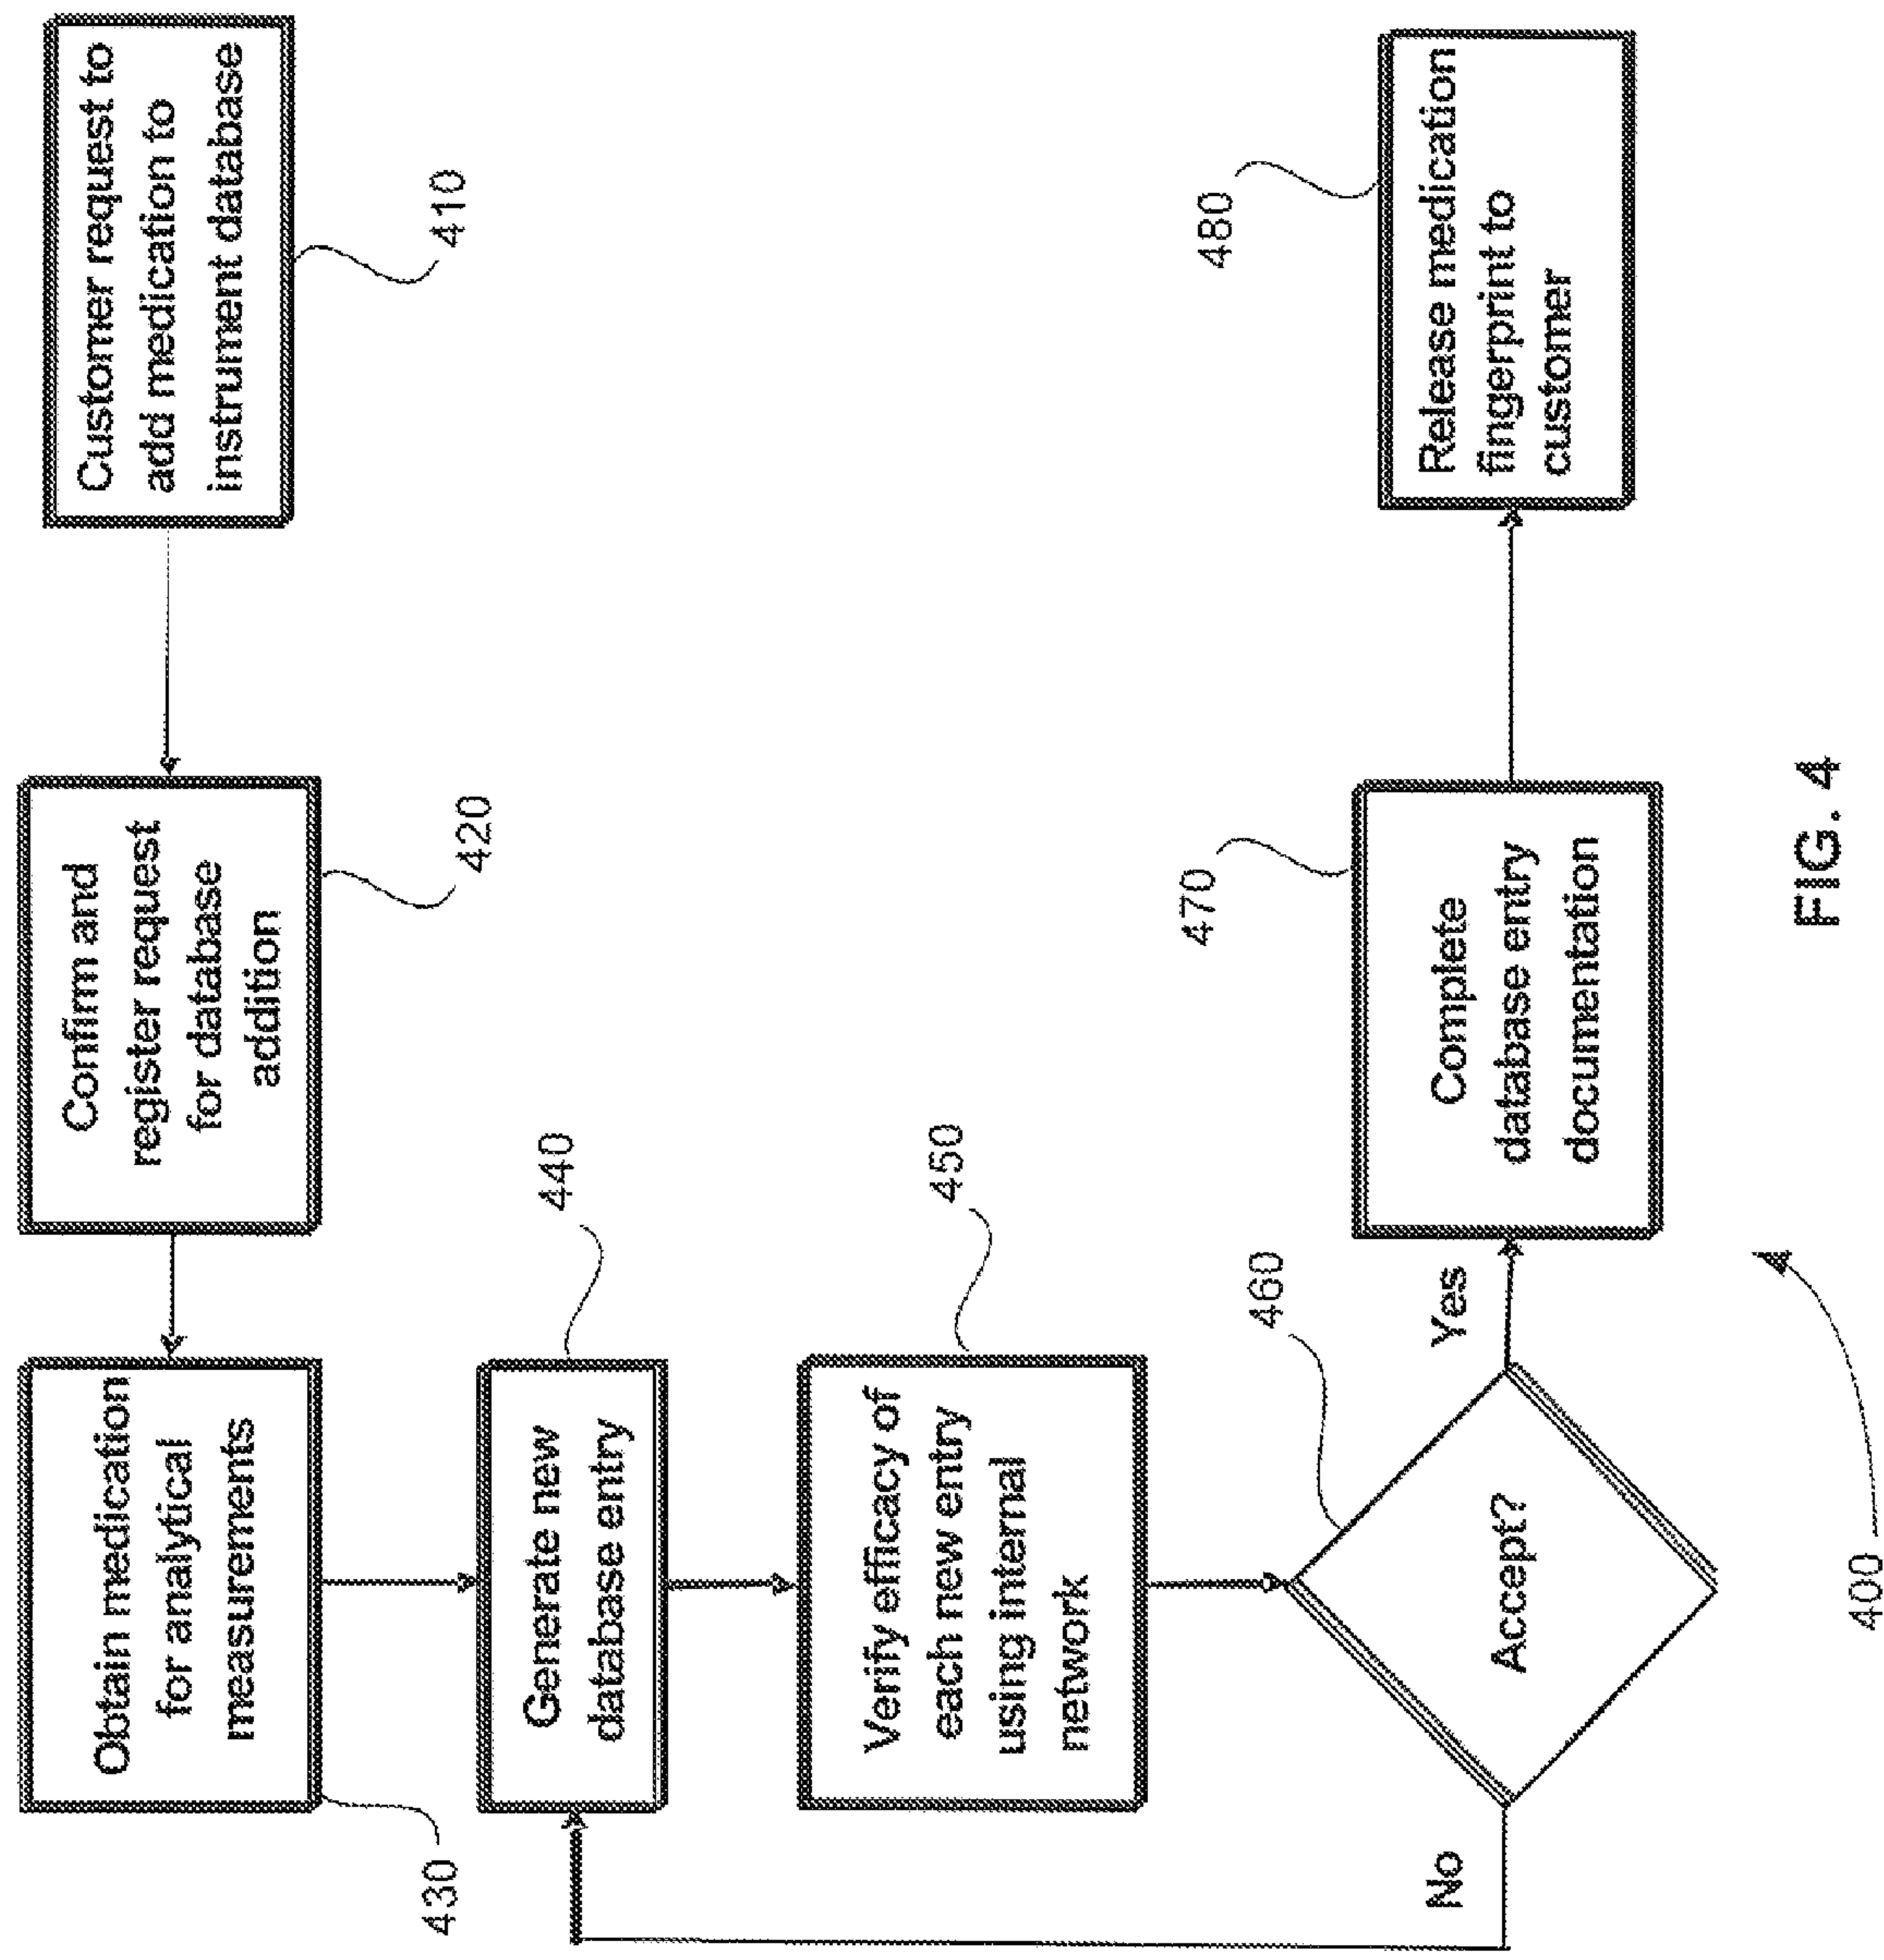 Customer request to
add medication to
instrument database
410
Confirm and
register request
for database
addition
420
Obtain medication
for analytical
measurements
430
Generate new
database entry
440
Verify efficacy of
each new entry
using internal
network
450
Accept?
460
No
Yes
Complete
database entry
documentation
470
Release medication
fingerprint to
customer
480
400
FIG. 4